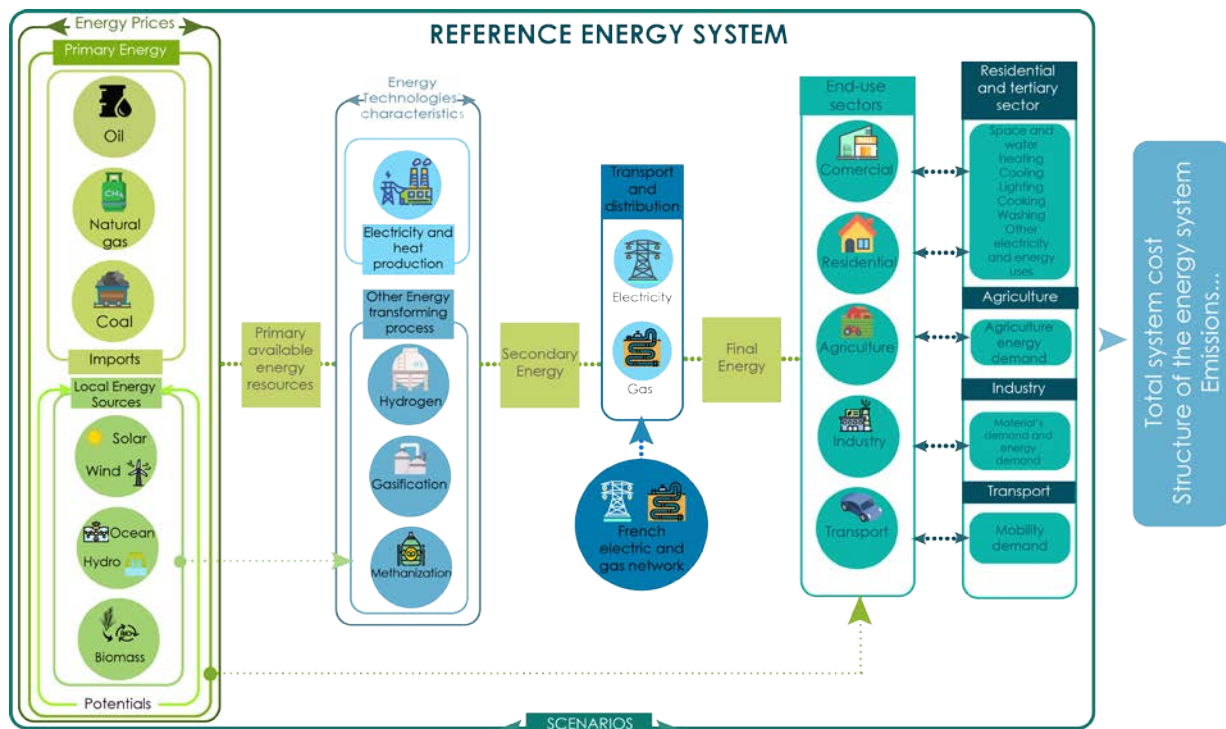 REFERENCE ENERGY SYSTEM
Energy Prices
Primary Energy
Oil
CH₄
Natural
gas
Coal
Imports
Local Energy
Sources
Solar
Wind
Ocean
Hydro
Biomass
Potentials
Primary
available
energy
resources
Energy
Technologies'
characteristics
Electricity and
heat
production
Other Energy
transforming
process
Hydrogen
Gasification
Methanization
Secondary
Energy
Transport
and
distribution
Electricity
Gas
French
electric and
gas network
Final
Energy
End-use
sectors
Comercial
Residential
Agriculture
Industry
Transport
Residential
and tertiary
sector
Space and
water
heating
Cooling
Lighting
Cooking
Washing
Other
electricity
and energy
uses
Agriculture
Agriculture
energy
demand
Industry
Material's
demand and
energy
demand
Transport
Mobility
demand
Total system cost
Structure of the energy system
Emissions...
SCENARIOS